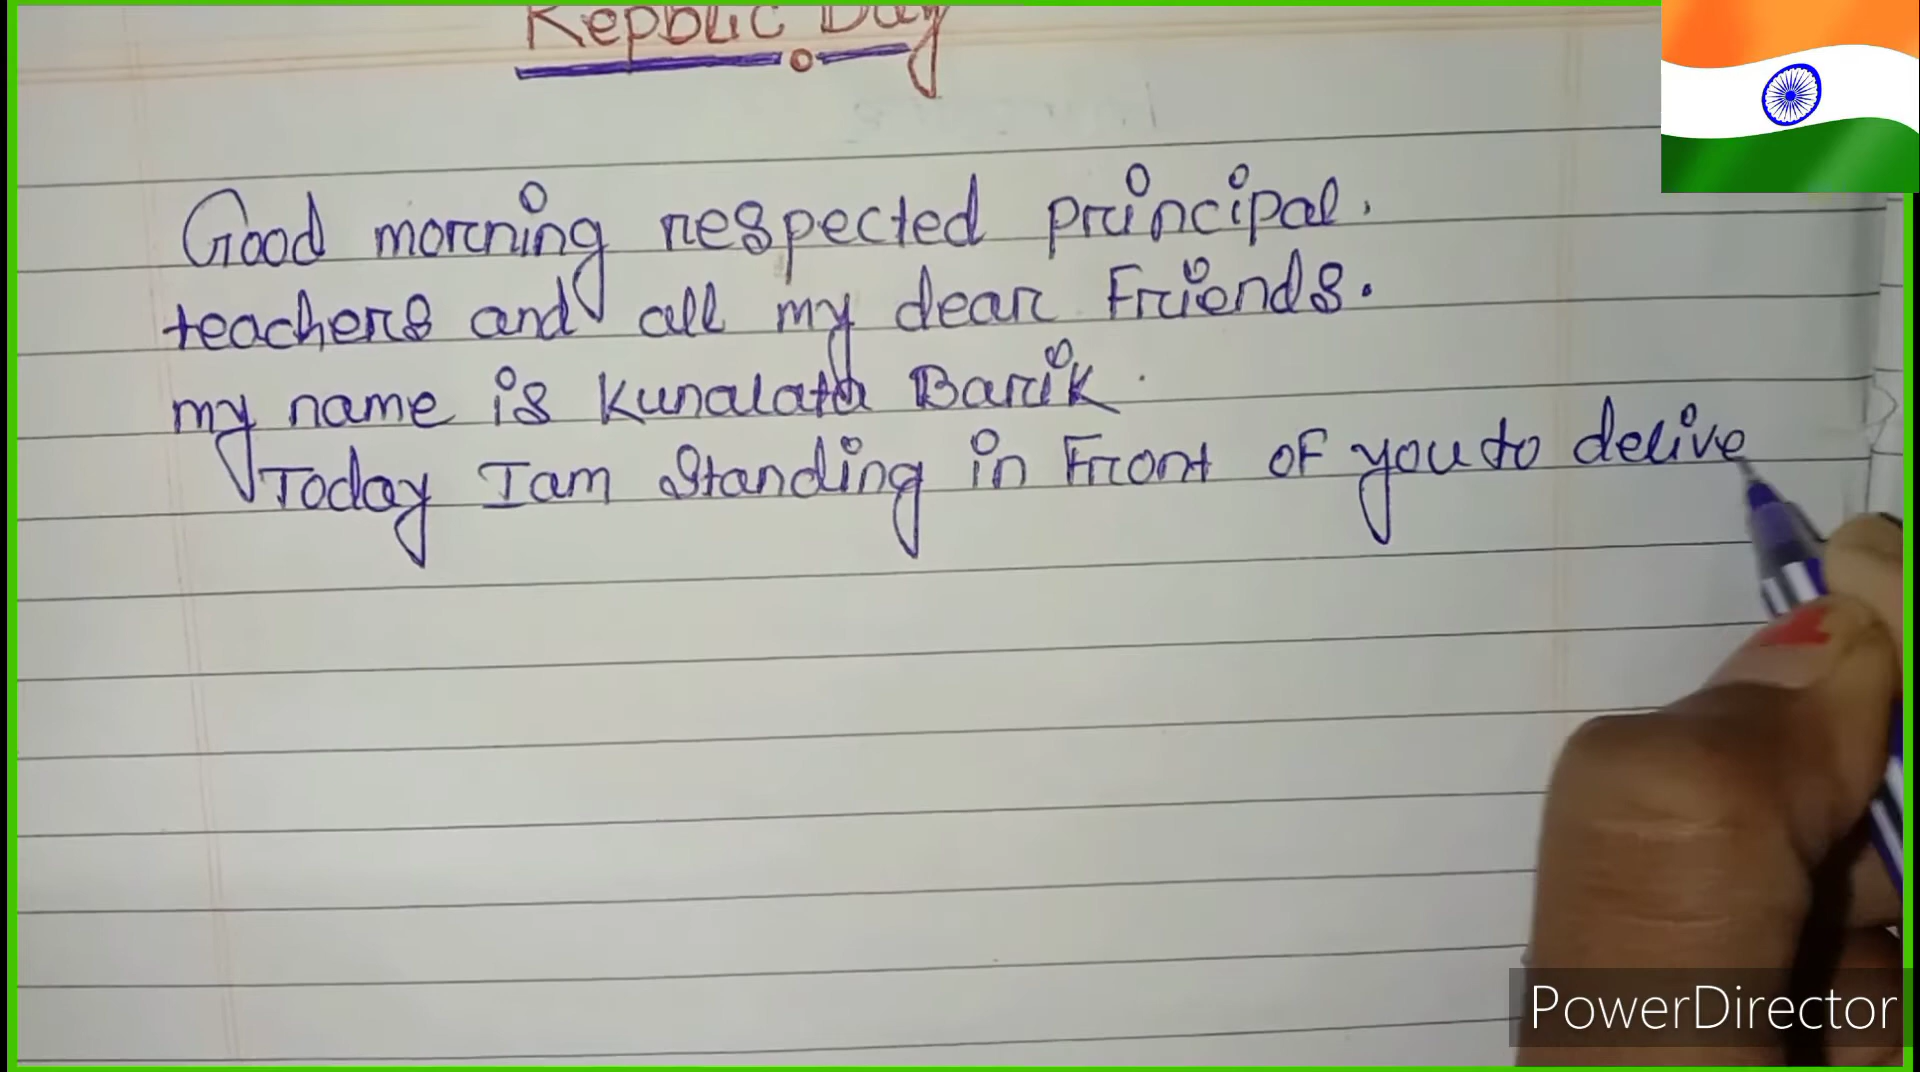 Repblic Day
Good morning respected principal.
teachers and all my dear Friends.
my name is Kunalata Barik.
Today I am Standing in Front of you to delive
PowerDirector